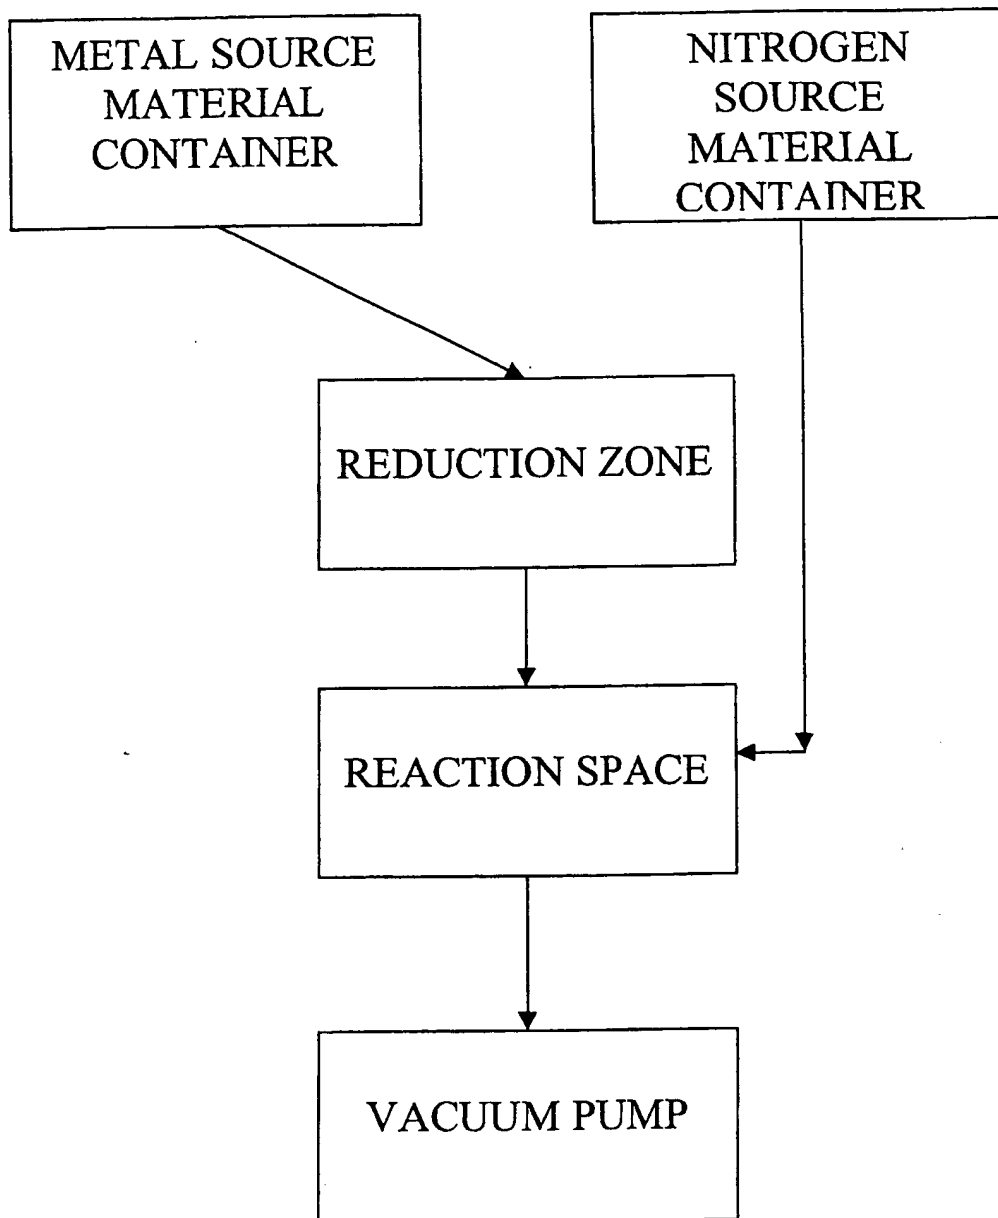 METAL SOURCE
MATERIAL
CONTAINER
NITROGEN
SOURCE
MATERIAL
CONTAINER
REDUCTION ZONE
REACTION SPACE
VACUUM PUMP